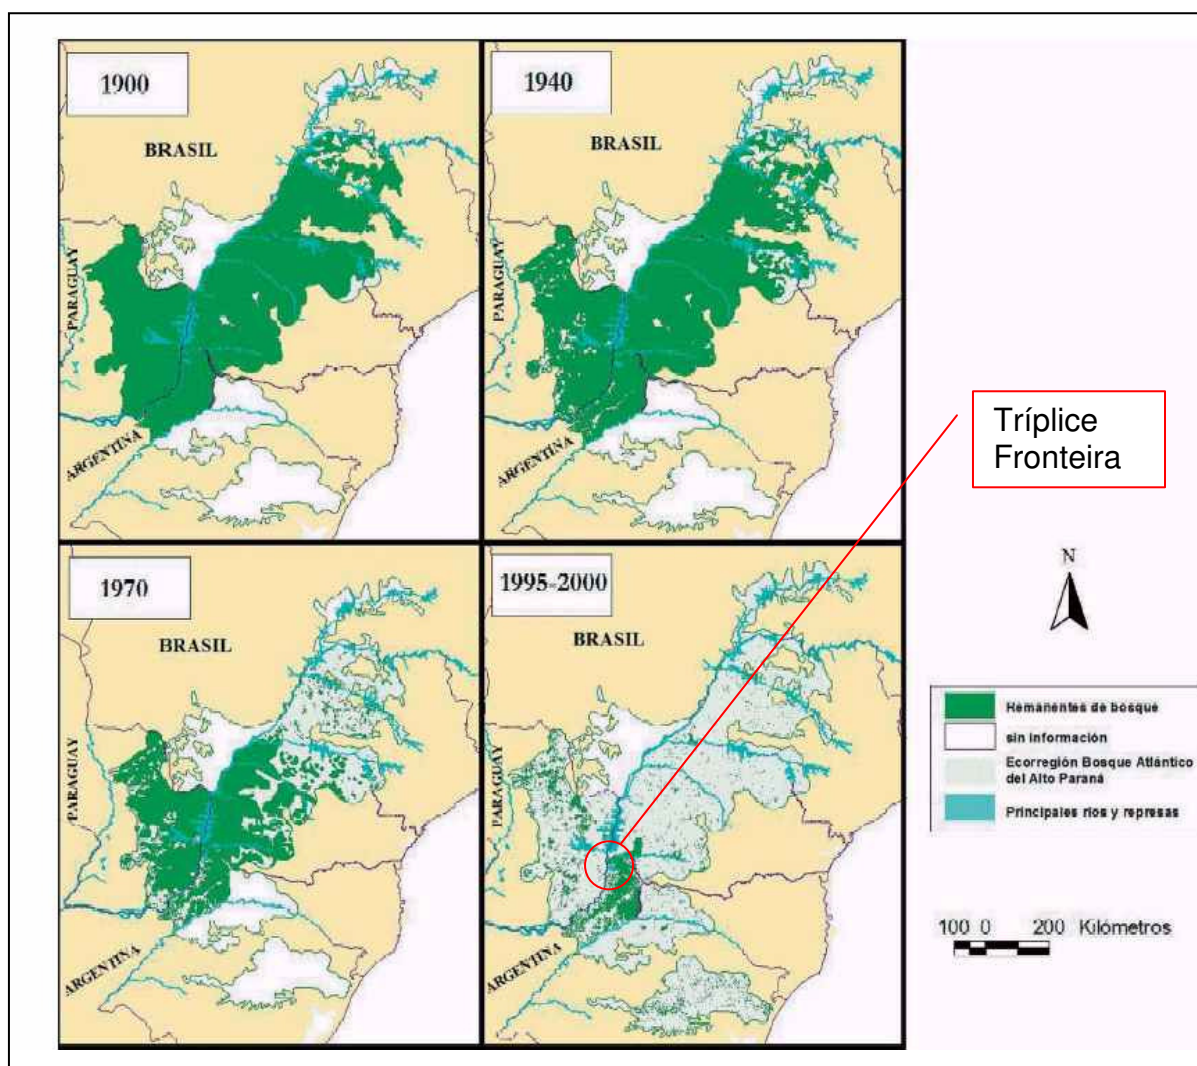 1900
BRASIL
PARAGUAY
ARGENTINA
1940
BRASIL
PARAGUAY
ARGENTINA
1970
BRASIL
PARAGUAY
ARGENTINA
1995-2000
BRASIL
PARAGUAY
ARGENTINA
Tríplice
Fronteira
N
Remanentes de bosque
sin información
Ecorregión Bosque Atlántico
del Alto Paraná
Principales ríos y represas
100 0 200 Kilómetros